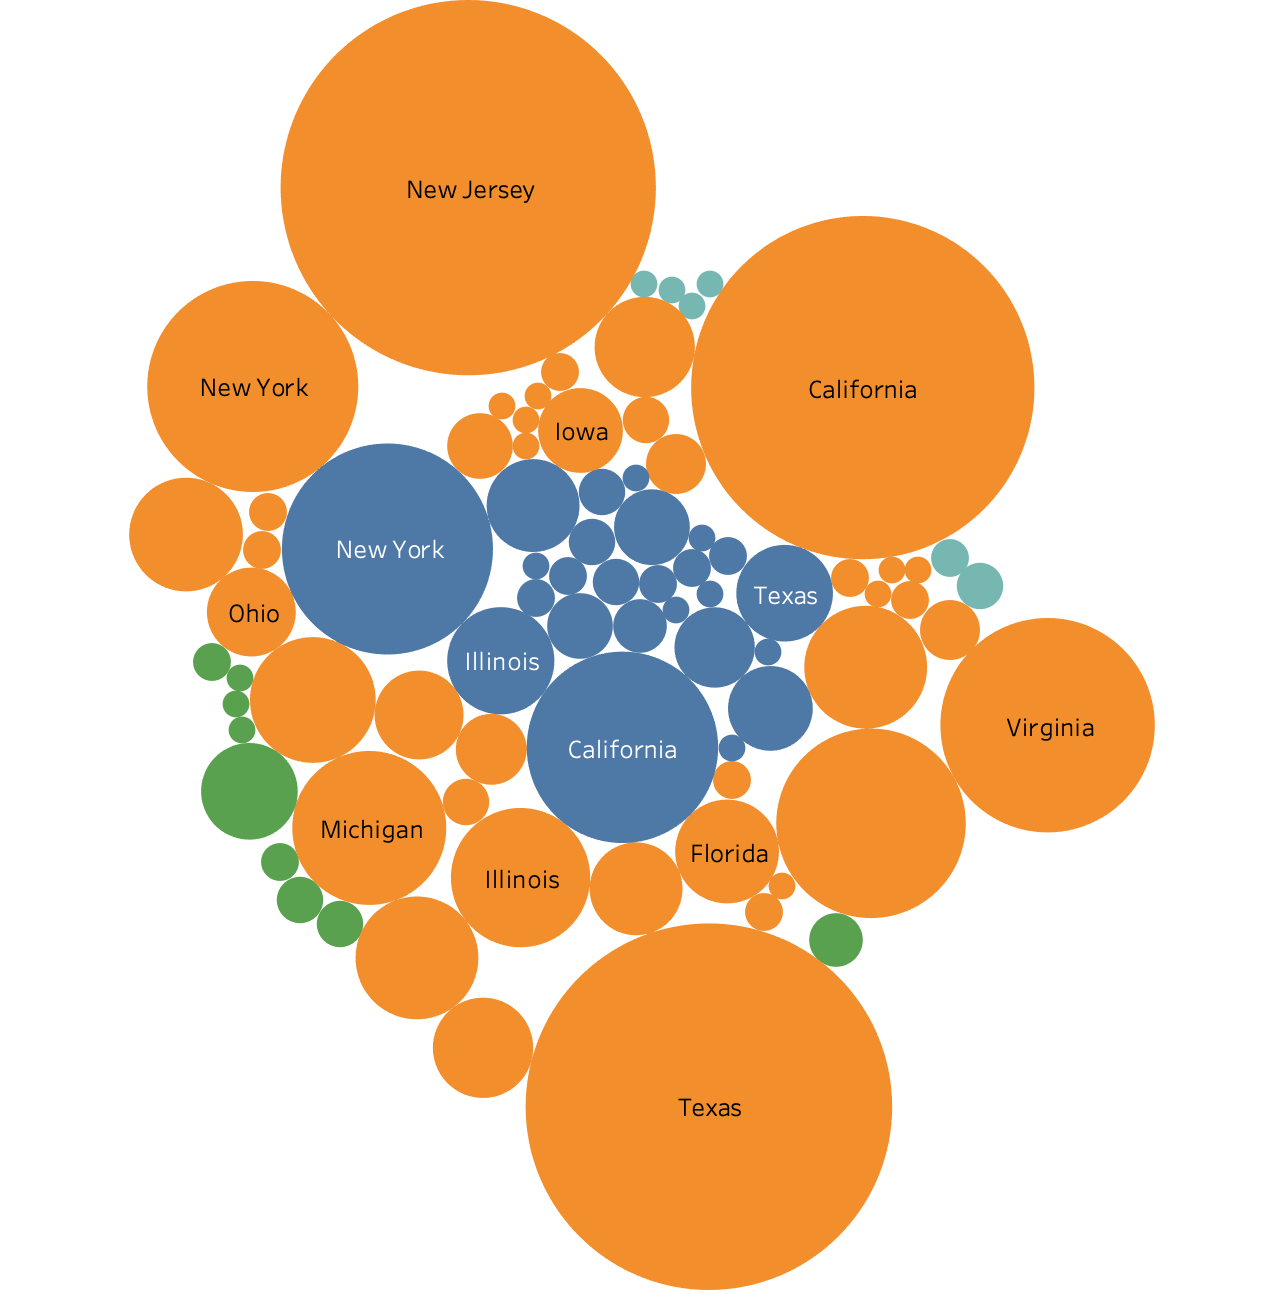 New Jersey
New York
California
Iowa
New York
Texas
Ohio
Illinois
Virginia
California
Michigan
Florida
Illinois
Texas